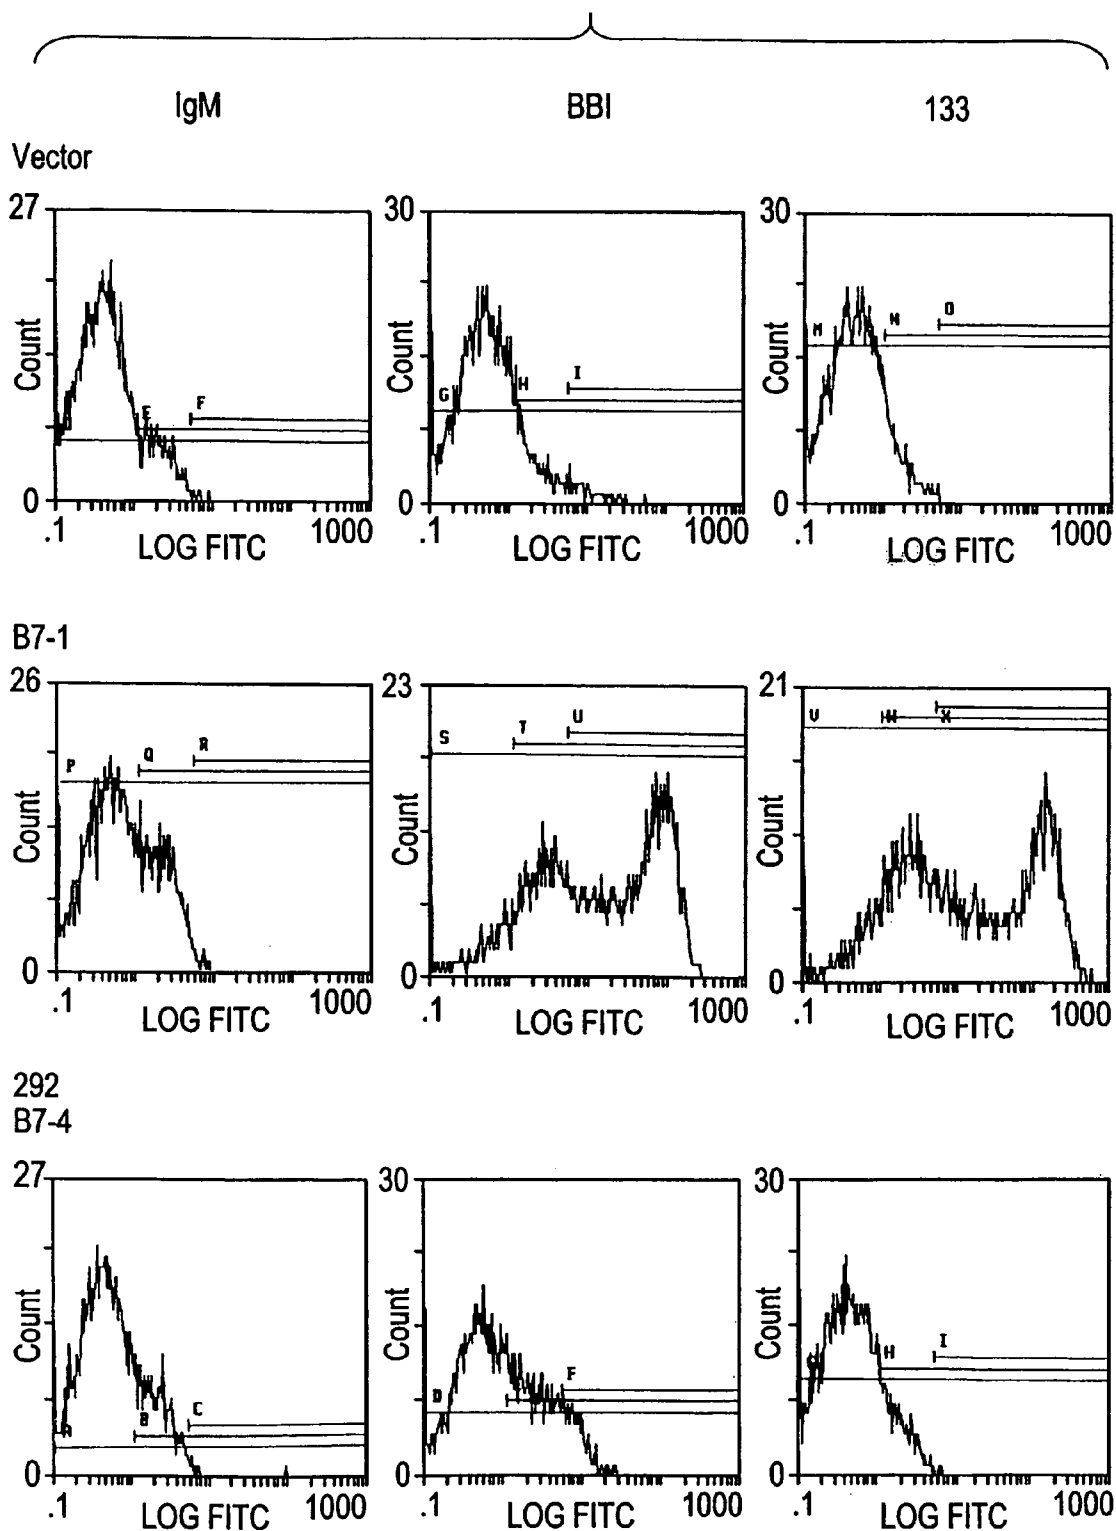 IgM BBI 133
Vector
27 30 30
Count Count Count
E F
G H I
M N O
0 0 0
.1 1000 .1 1000 .1 1000
LOG FITC LOG FITC LOG FITC
B7-1
26 23 21
P Q R
S T U
V W X
Count Count Count
0 0 0
.1 1000 .1 1000 .1 1000
LOG FITC LOG FITC LOG FITC
292
B7-4
27 30 30
Count Count Count
A B C
D F
G H I
0 0 0
.1 1000 .1 1000 .1 1000
LOG FITC LOG FITC LOG FITC